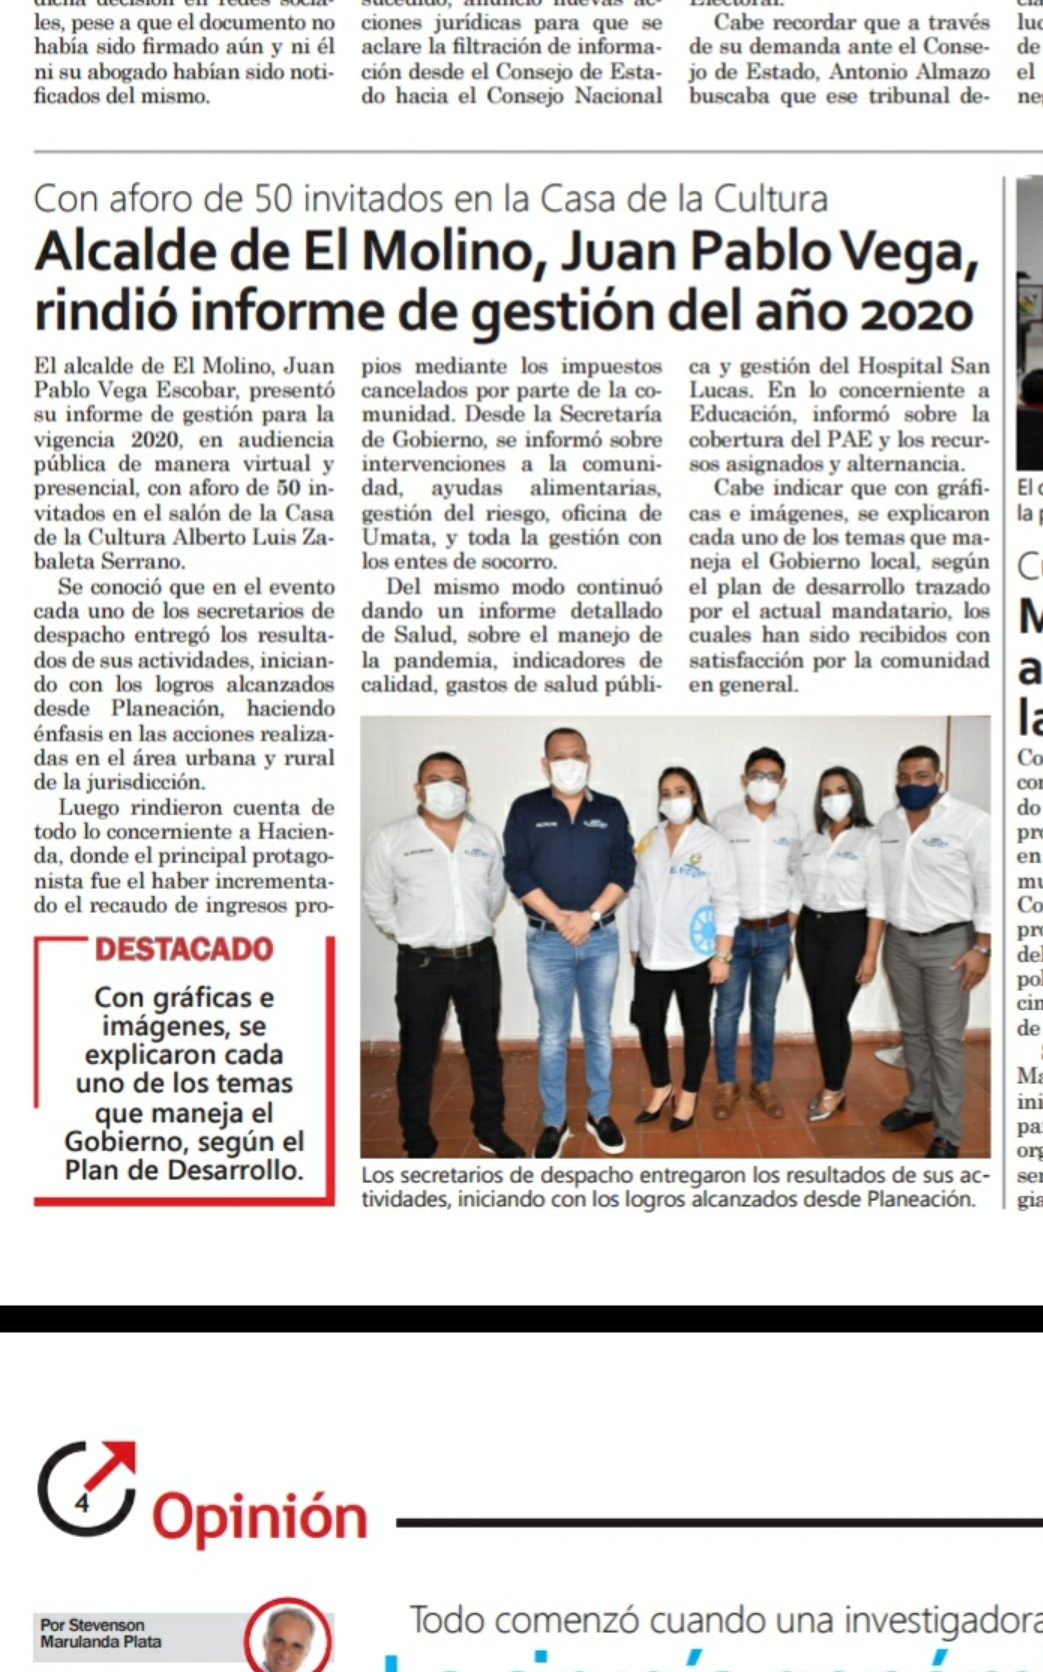 les, pese a que el documento no
había sido firmado aún y ni él
ni su abogado habían sido noti-
ficados del mismo.
ciones jurídicas para que se
aclare la filtración de informa-
ción desde el Consejo de Esta-
do hacia el Consejo Nacional
Electoral.
Cabe recordar que a través
de su demanda ante el Conse-
jo de Estado, Antonio Almazo
buscaba que ese tribunal de-
Con aforo de 50 invitados en la Casa de la Cultura
Alcalde de El Molino, Juan Pablo Vega,
rindió informe de gestión del año 2020
El alcalde de El Molino, Juan
Pablo Vega Escobar, presentó
su informe de gestión para la
vigencia 2020, en audiencia
pública de manera virtual y
presencial, con aforo de 50 in-
vitados en el salón de la Casa
de la Cultura Alberto Luis Za-
baleta Serrano.
Se conoció que en el evento
cada uno de los secretarios de
despacho entregó los resulta-
dos de sus actividades, inician-
do con los logros alcanzados
desde Planeación, haciendo
énfasis en las acciones realiza-
das en el área urbana y rural
de la jurisdicción.
Luego rindieron cuenta de
todo lo concerniente a Hacien-
da, donde el principal protago-
nista fue el haber incrementa-
do el recaudo de ingresos pro-
pios mediante los impuestos
cancelados por parte de la co-
munidad. Desde la Secretaría
de Gobierno, se informó sobre
intervenciones a la comuni-
dad, ayudas alimentarias,
gestión del riesgo, oficina de
Umata, y toda la gestión con
los entes de socorro.
Del mismo modo continuó
dando un informe detallado
de Salud, sobre el manejo de
la pandemia, indicadores de
calidad, gastos de salud públi-
ca y gestión del Hospital San
Lucas. En lo concerniente a
Educación, informó sobre la
cobertura del PAE y los recur-
sos asignados y alternancia.
Cabe indicar que con gráfi-
cas e imágenes, se explicaron
cada uno de los temas que ma-
neja el Gobierno local, según
el plan de desarrollo trazado
por el actual mandatario, los
cuales han sido recibidos con
satisfacción por la comunidad
en general.
DESTACADO
Con gráficas e
imágenes, se
explicaron cada
uno de los temas
que maneja el
Gobierno, según el
Plan de Desarrollo.
Los secretarios de despacho entregaron los resultados de sus ac-
tividades, iniciando con los logros alcanzados desde Planeación.
4
Opinión
Por Stevenson
Marulanda Plata
Todo comenzó cuando una investigadora